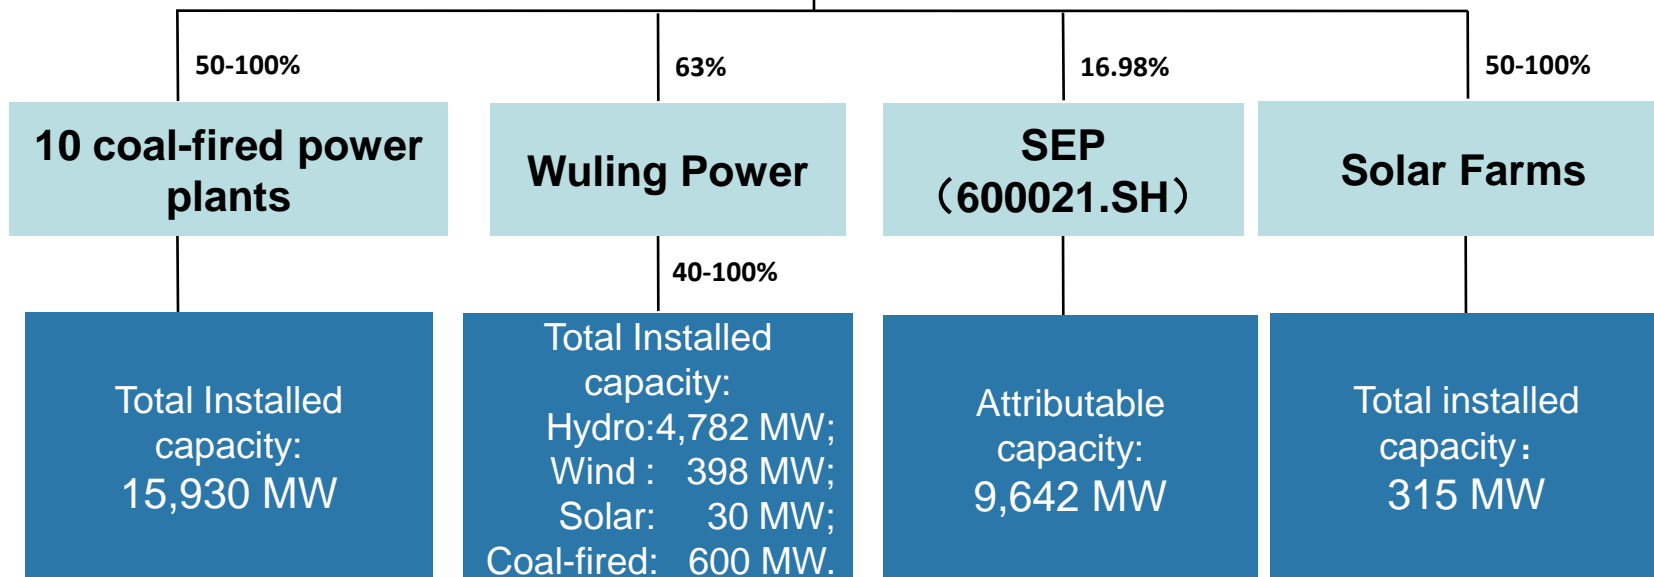 50-100%
63%
16.98%
50-100%
10 coal-fired power
plants
Wuling Power
SEP
（600021.SH）
Solar Farms
40-100%
Total Installed
capacity:
15,930 MW
Total Installed
capacity:
Hydro:4,782 MW;
Wind : 398 MW;
Solar: 30 MW;
Coal-fired: 600 MW.
Attributable
capacity:
9,642 MW
Total installed
capacity：
315 MW